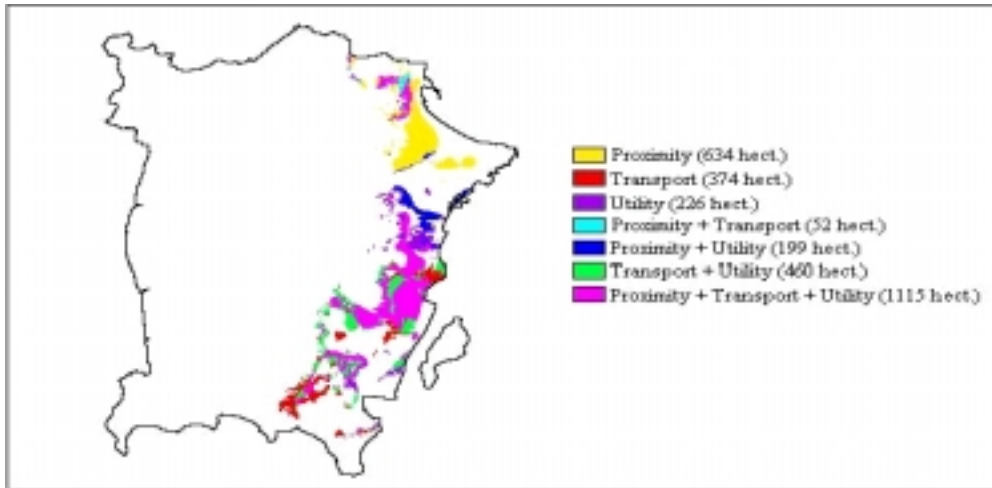 Proximity (634 hect.)
Transport (374 hect.)
Utility (226 hect.)
Proximity + Transport (52 hect.)
Proximity + Utility (199 hect.)
Transport + Utility (460 hect.)
Proximity + Transport + Utility (1115 hect.)